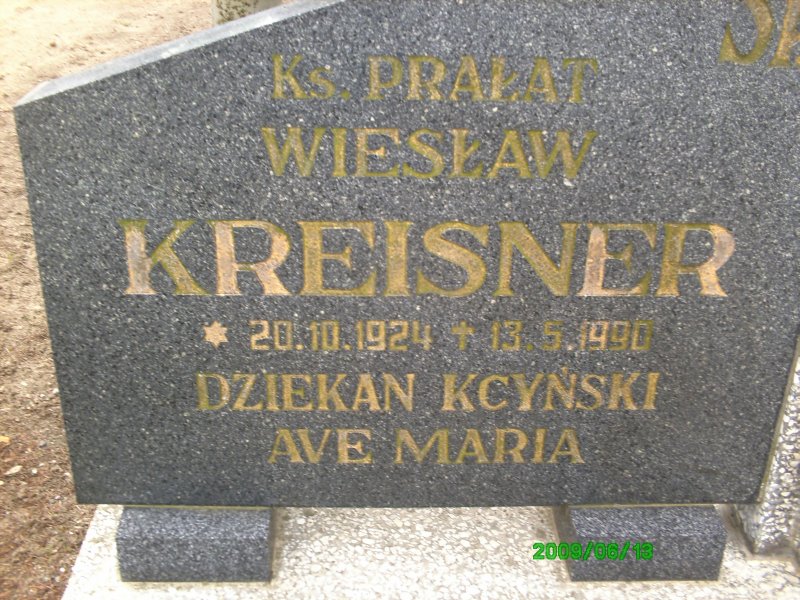 Ks. PRAŁAT
WIESŁAW
KREISNER
* 20.10.1924 † 13.5.1990
DZIEKAN KCYŃSKI
AVE MARIA
2009/06/13